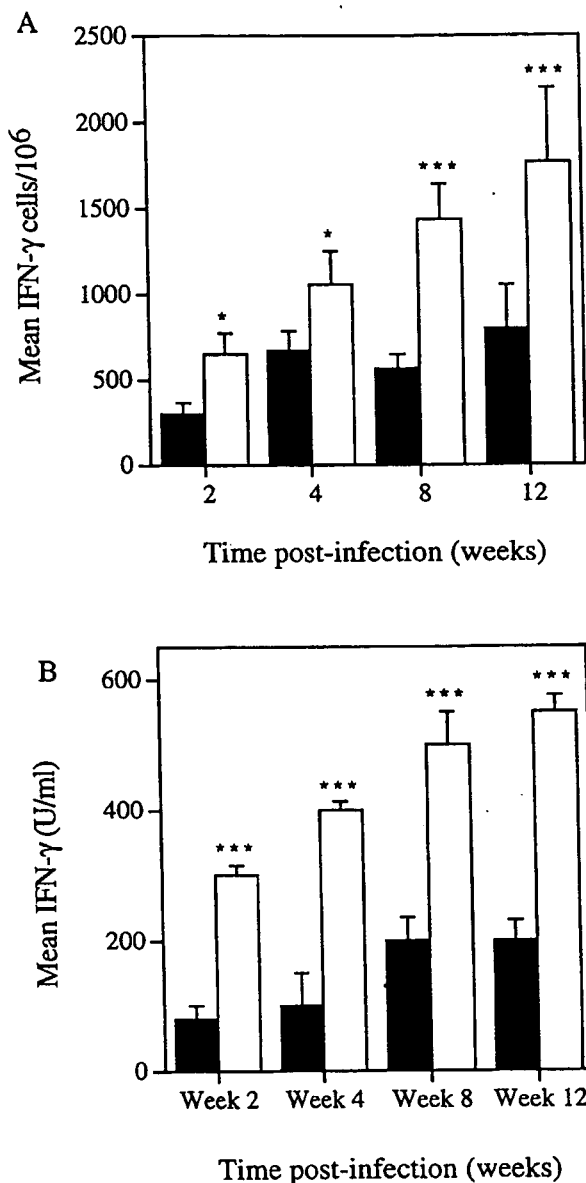 A
2500
2000
1500
1000
500
0
Mean IFN-γ cells/10⁶
*
*
***
***
2 4 8 12
Time post-infection (weeks)
B
600
400
200
0
Mean IFN-γ (U/ml)
***
***
***
***
Week 2 Week 4 Week 8 Week 12
Time post-infection (weeks)